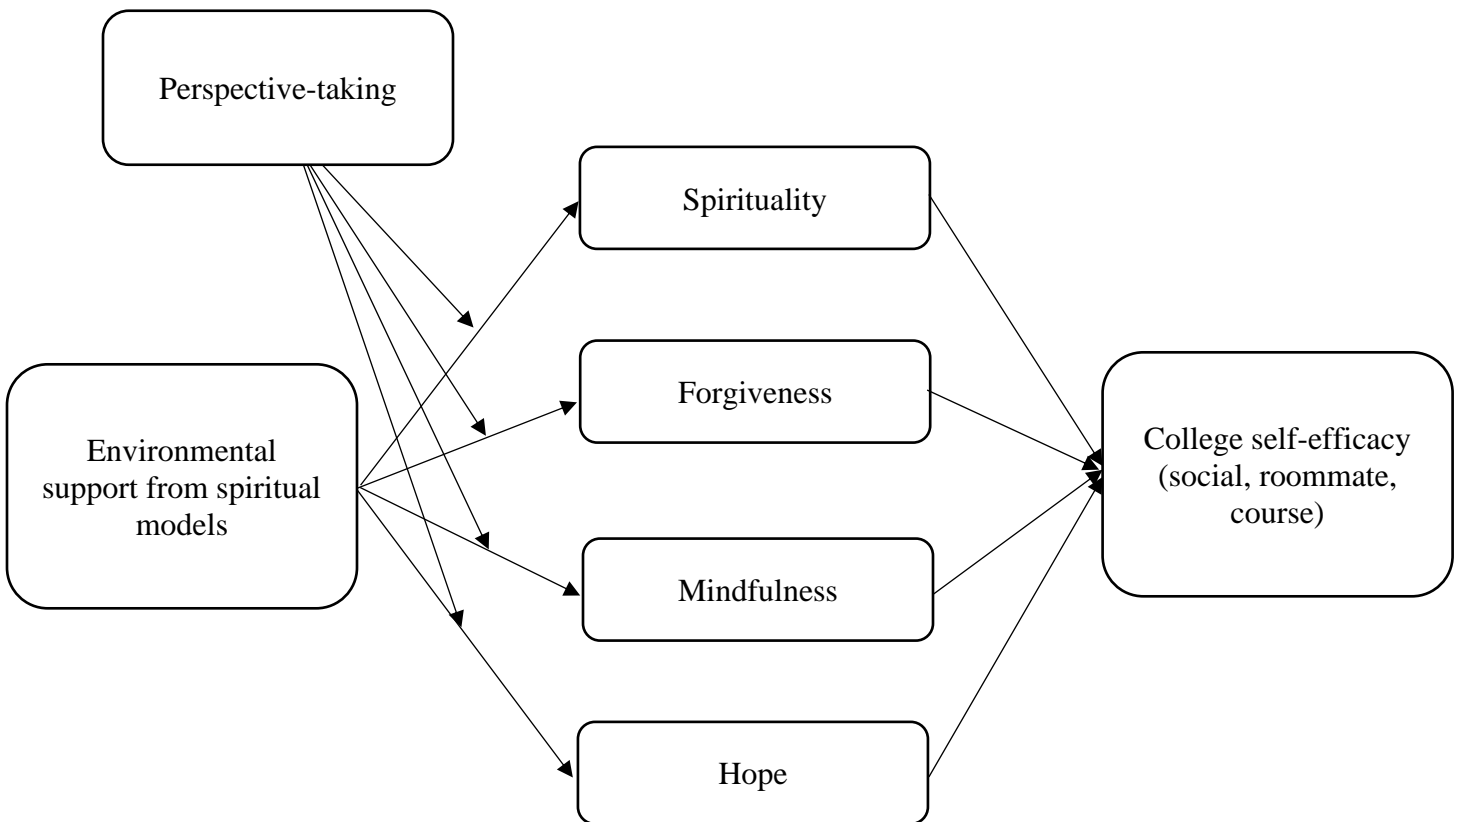 Perspective-taking
Spirituality
Forgiveness
Environmental
support from spiritual
models
College self-efficacy
(social, roommate,
course)
Mindfulness
Hope